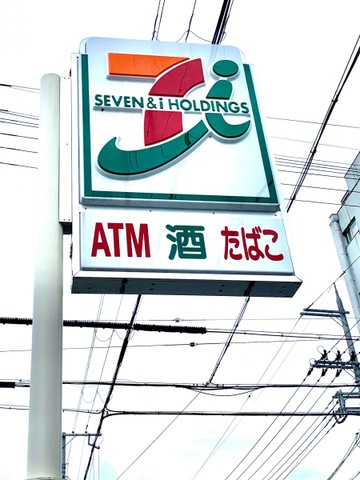 SEVEN & i HOLDINGS
ATM 酒 たばこ